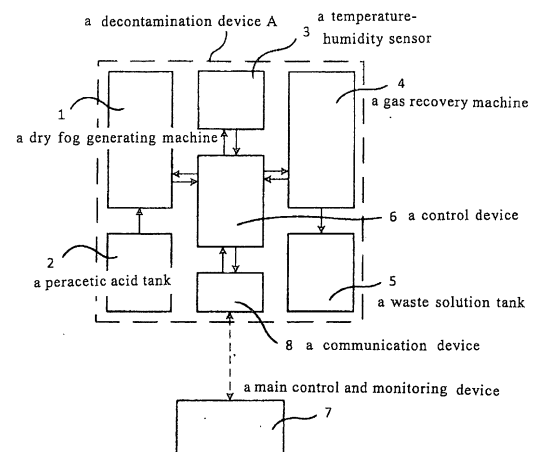 a decontamination device A
3 a temperature-
humidity sensor
1
4
a gas recovery machine
a dry fog generating machine
6 a control device
2
a peracetic acid tank
5
a waste solution tank
8 a communication device
a main control and monitoring device
7